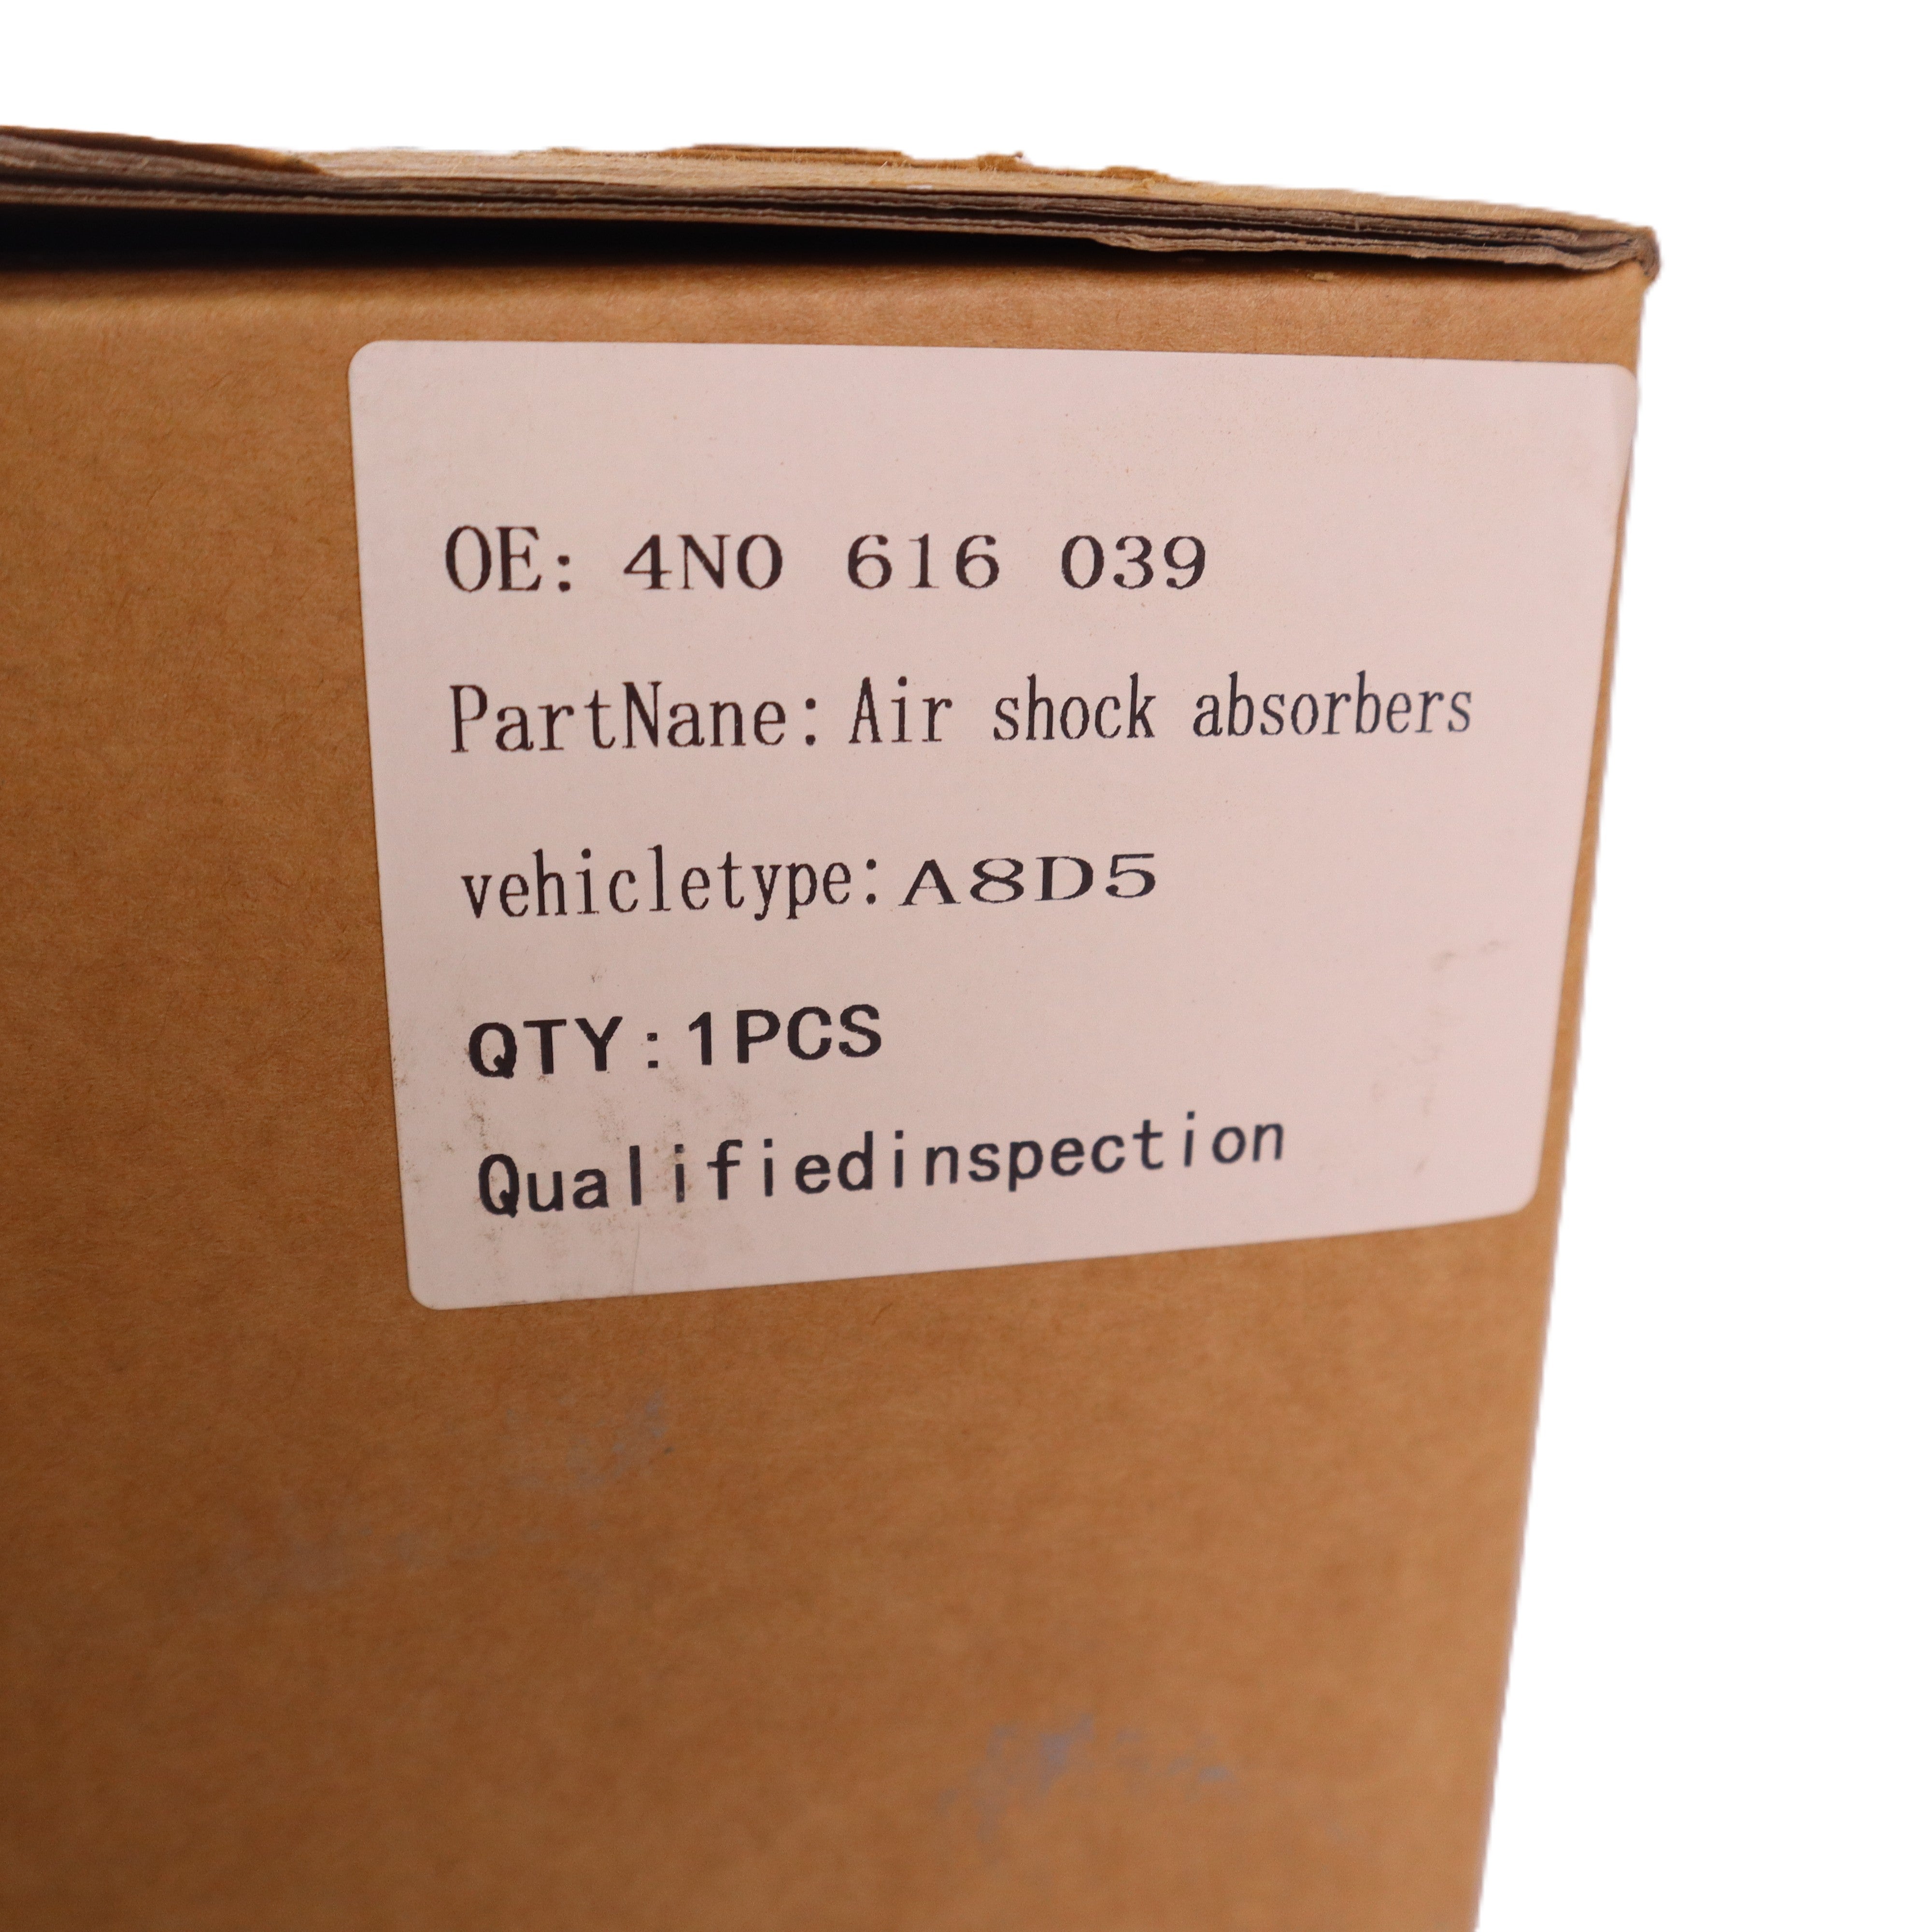 OE: 4N0 616 039
PartNane: Air shock absorbers
vehicletype: A8D5
QTY: 1PCS
Qualifiedinspection